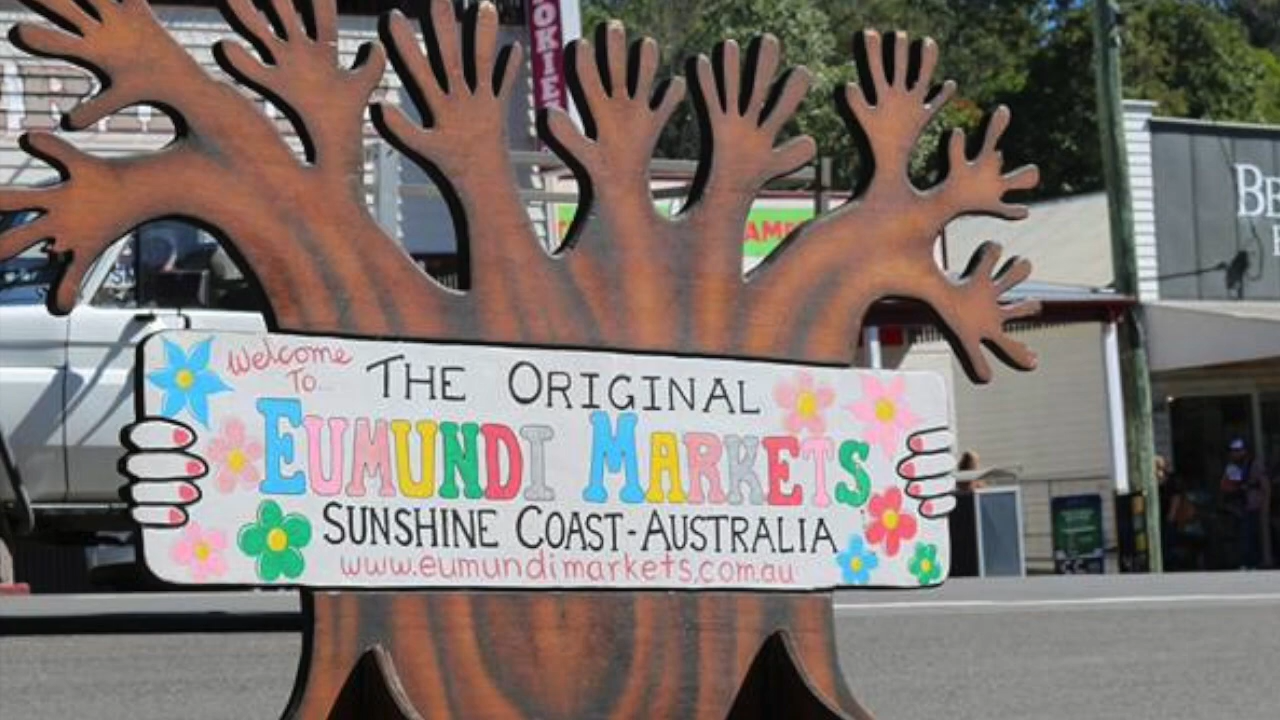 Welcome
To...
THE ORIGINAL
EUMUNDI MARKETS
SUNSHINE COAST-AUSTRALIA
www.eumundimarkets.com.au